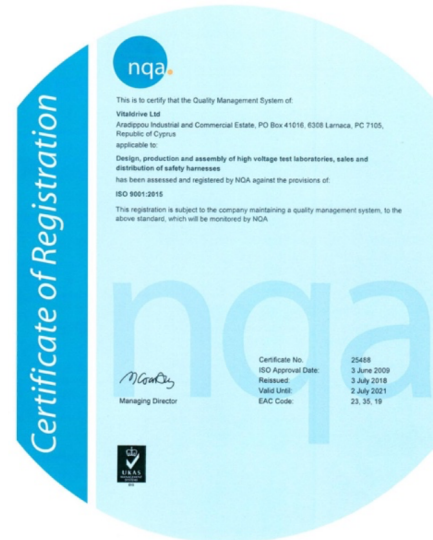 Certificate of Registration
nqa.
This is to certify that the Quality Management System of:
Vitaldrive Ltd
Aradippou Industrial and Commercial Estate, PO Box 41016, 6308 Larnaca, PC 7105,
Republic of Cyprus
applicable to:
Design, production and assembly of high voltage test laboratories, sales and
distribution of safety harnesses
has been assessed and registered by NQA against the provisions of:
ISO 9001:2015
This registration is subject to the company maintaining a quality management system, to the
above standard, which will be monitored by NQA
nqa
Certificate No. 25488
ISO Approval Date: 3 June 2009
Reissued: 3 July 2018
Valid Until: 2 July 2021
EAC Code: 23, 35, 19
Managing Director
UKAS